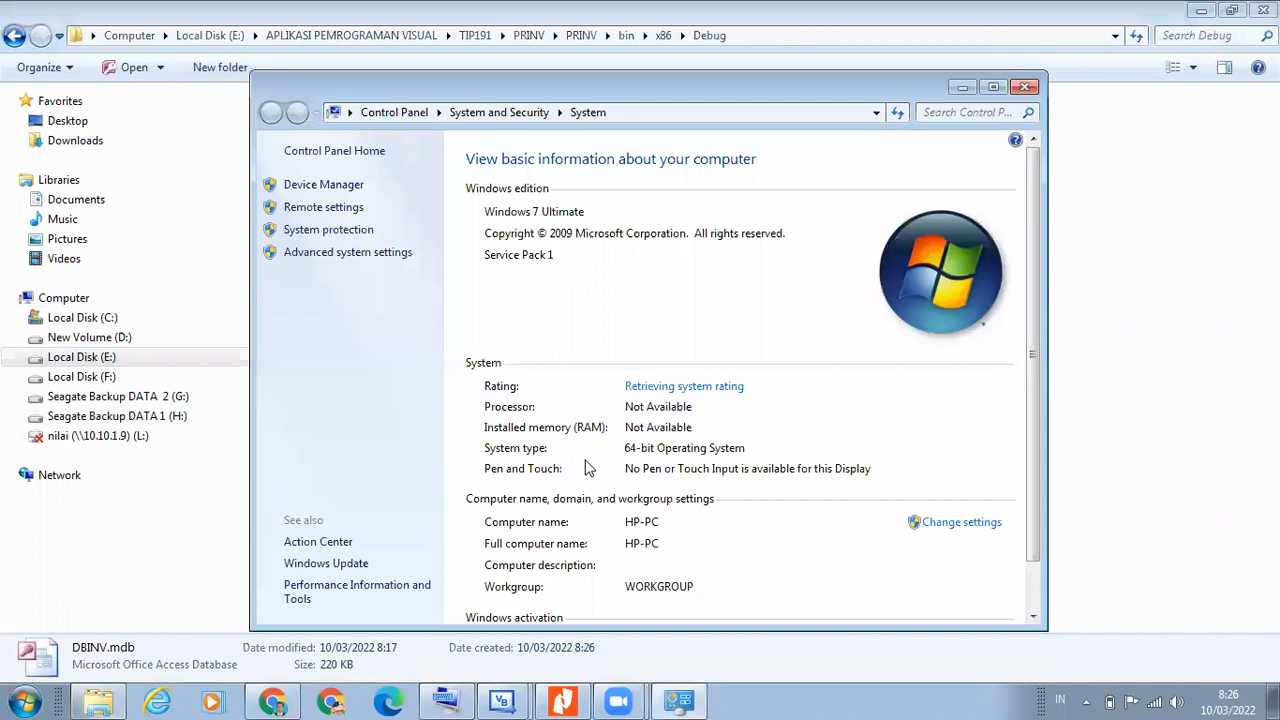 Computer Local Disk (E:) APLIKASI PEMROGRAMAN VISUAL TIP191 PRINV PRINV bin x86 Debug Search Debug
Organize Open New folder
Favorites
Desktop
Downloads
Libraries
Documents
Music
Pictures
Videos
Computer
Local Disk (C:)
New Volume (D:)
Local Disk (E:)
Local Disk (F:)
Seagate Backup DATA 2 (G:)
Seagate Backup DATA 1 (H:)
nilai (\\10.10.1.9) (L:)
Network
Control Panel System and Security System Search Control P...
Control Panel Home
Device Manager
Remote settings
System protection
Advanced system settings
See also
Action Center
Windows Update
Performance Information and
Tools
View basic information about your computer
Windows edition
Windows 7 Ultimate
Copyright © 2009 Microsoft Corporation. All rights reserved.
Service Pack 1
System
Rating: Retrieving system rating
Processor: Not Available
Installed memory (RAM): Not Available
System type: 64-bit Operating System
Pen and Touch: No Pen or Touch Input is available for this Display
Computer name, domain, and workgroup settings
Computer name: HP-PC Change settings
Full computer name: HP-PC
Computer description:
Workgroup: WORKGROUP
Windows activation
DBINV.mdb Date modified: 10/03/2022 8:17 Date created: 10/03/2022 8:26
Microsoft Office Access Database Size: 220 KB
VB
IN
8:26
10/03/2022